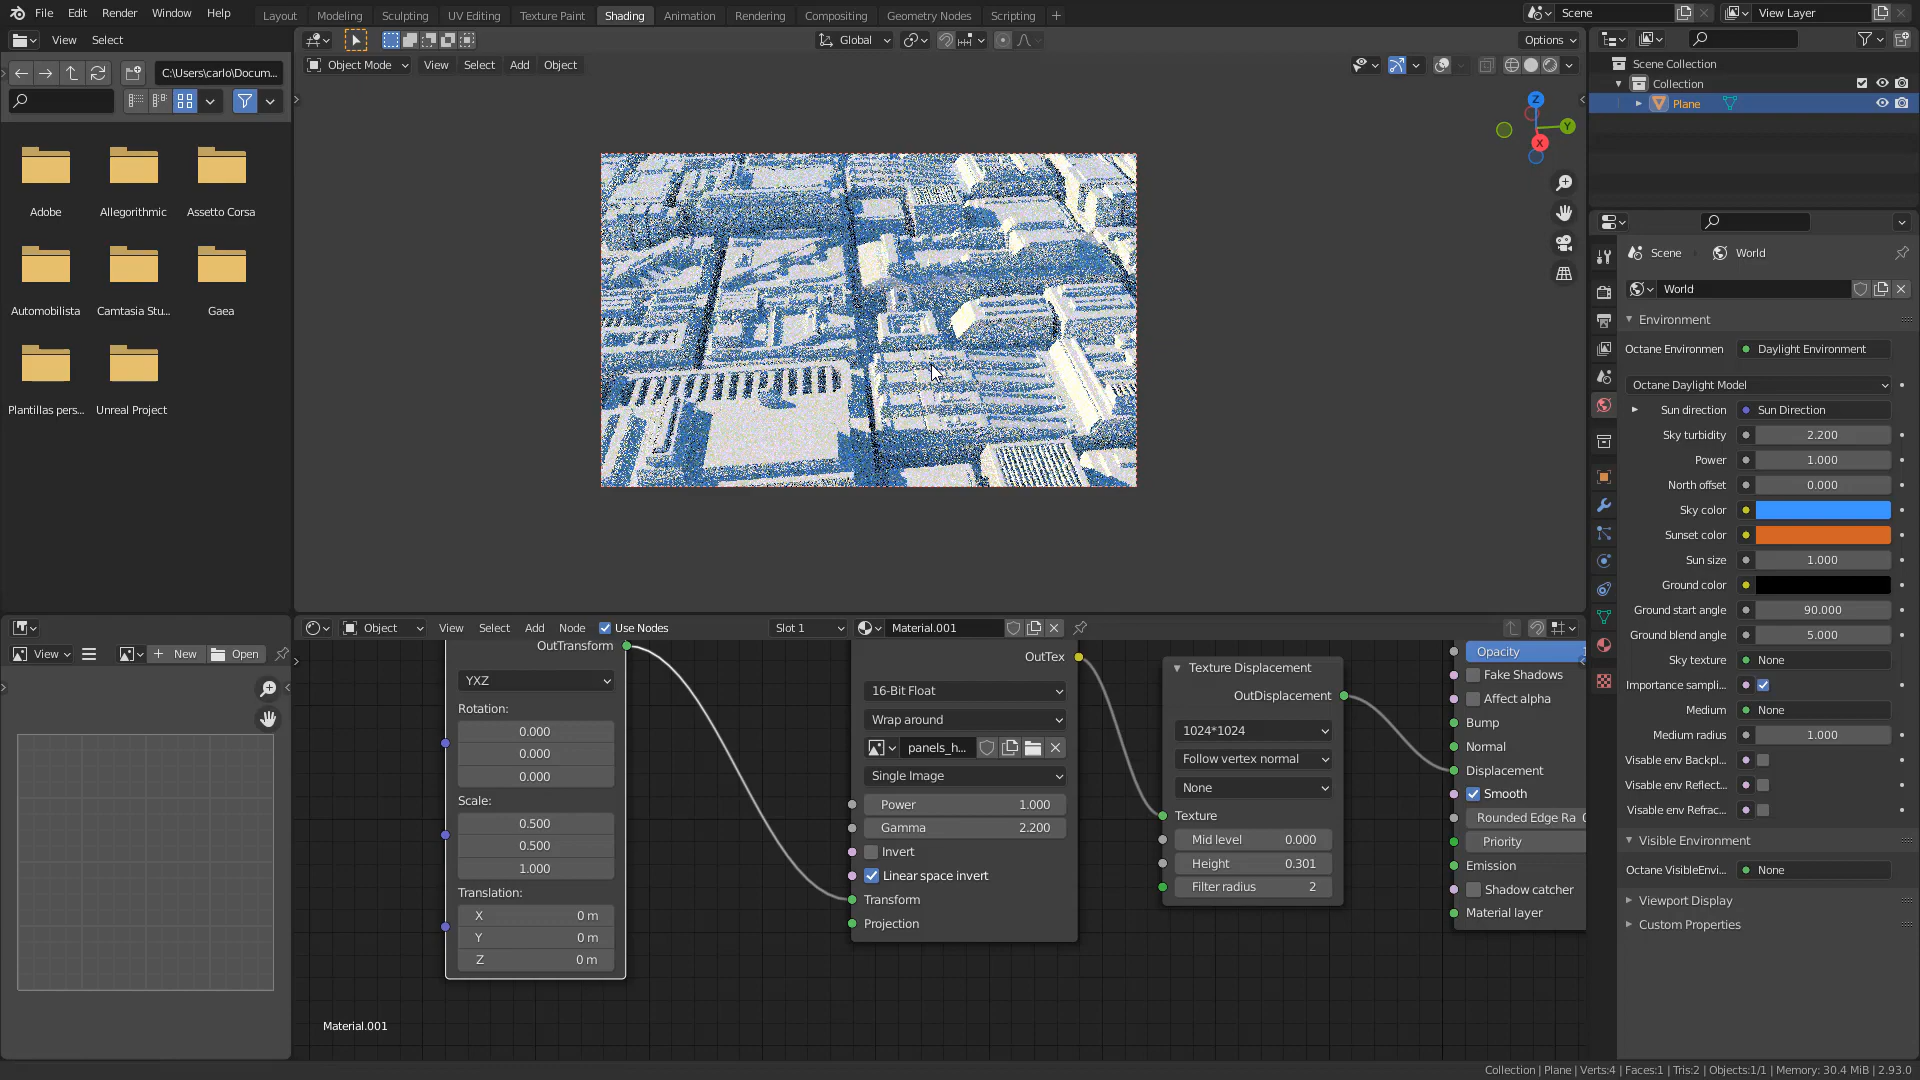 File Edit Render Window Help Layout Modeling Sculpting UV Editing Texture Paint Shading Animation Rendering Compositing Geometry Nodes Scripting + Scene View Layer
View Select Global Options
C:\Users\carlo\Docum... Object Mode View Select Add Object
Scene Collection
Collection
Plane
Z
Y
X
Adobe Allegorithmic Assetto Corsa
Automobilista Camtasia Stu... Gaea
Plantillas pers... Unreal Project
Scene World
World
Environment
Octane Environmen Daylight Environment
Octane Daylight Model
Sun direction Sun Direction
Sky turbidity 2.200
Power 1.000
North offset 0.000
Sky color
Sunset color
Sun size 1.000
Ground color
Ground start angle 90.000
Ground blend angle 5.000
Sky texture None
Importance sampli...
Medium None
Medium radius 1.000
Visable env Backpl...
Visable env Reflect...
Visable env Refrac...
Visible Environment
Octane VisibleEnvi... None
Viewport Display
Custom Properties
View New Open
Object View Select Add Node Use Nodes Slot 1 Material.001
OutTransform
YXZ
Rotation:
0.000
0.000
0.000
Scale:
0.500
0.500
1.000
Translation:
X 0 m
Y 0 m
Z 0 m
OutTex
16-Bit Float
Wrap around
panels_h...
Single Image
Power 1.000
Gamma 2.200
Invert
Linear space invert
Transform
Projection
Texture Displacement
OutDisplacement
1024*1024
Follow vertex normal
None
Texture
Mid level 0.000
Height 0.301
Filter radius 2
Opacity 1
Fake Shadows
Affect alpha
Bump
Normal
Displacement
Smooth
Rounded Edge Ra 0
Priority
Emission
Shadow catcher
Material layer
Material.001
Collection | Plane | Verts:4 | Faces:1 | Tris:2 | Objects:1/1 | Memory: 30.4 MiB | 2.93.0